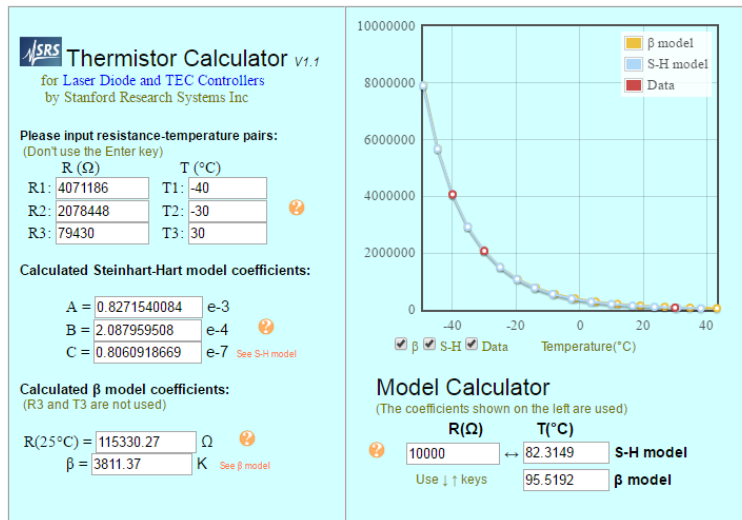 SRS Thermistor Calculator V1.1
for Laser Diode and TEC Controllers
by Stanford Research Systems Inc
Please input resistance-temperature pairs:
(Don't use the Enter key)
R (Ω) T (°C)
R1: 4071186 T1: -40
R2: 2078448 T2: -30 ?
R3: 79430 T3: 30
Calculated Steinhart-Hart model coefficients:
A = 0.8271540084 e-3
B = 2.087959508 e-4 ?
C = 0.8060918669 e-7 See S-H model
Calculated β model coefficients:
(R3 and T3 are not used)
R(25°C) = 115330.27 Ω ?
β = 3811.37 K See β model
10000000
8000000
6000000
4000000
2000000
0
β model
S-H model
Data
-40 -20 0 20 40
β S-H Data Temperature(°C)
Model Calculator
(The coefficients shown on the left are used)
R(Ω) T(°C)
? 10000 ↔ 82.3149 S-H model
Use ↓↑ keys 95.5192 β model